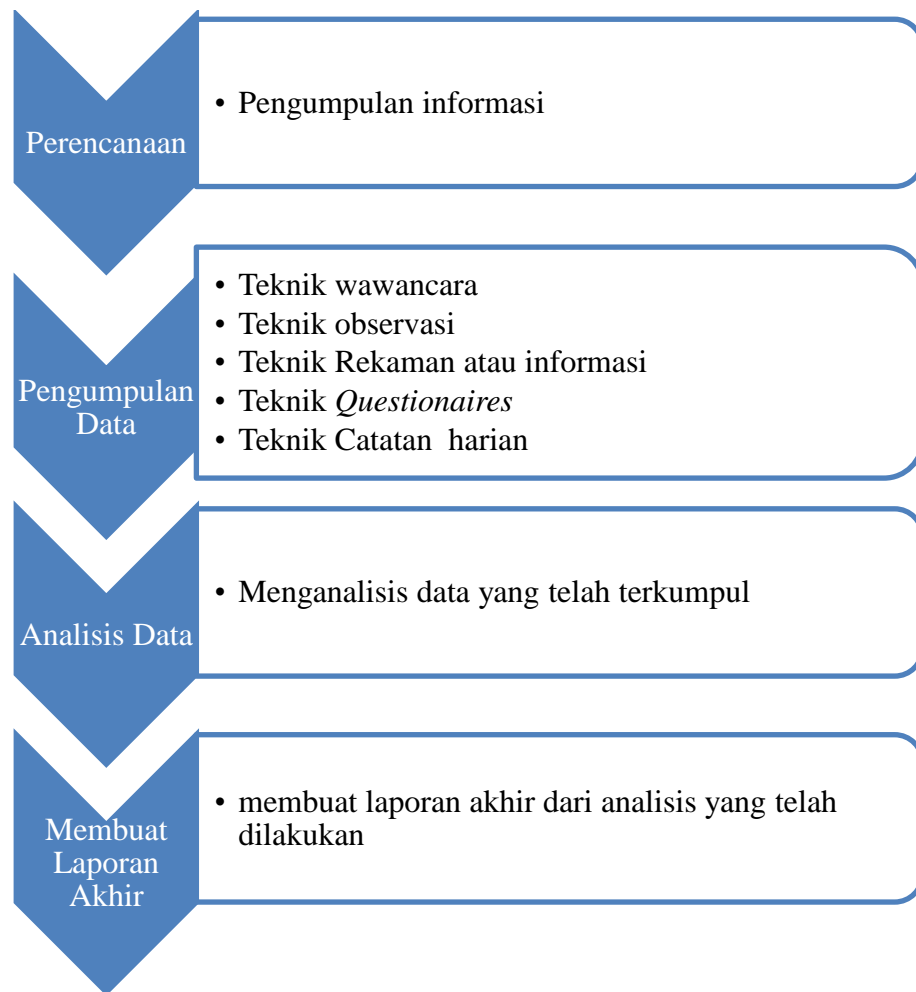 Perencanaan
• Pengumpulan informasi
Pengumpulan
Data
• Teknik wawancara
• Teknik observasi
• Teknik Rekaman atau informasi
• Teknik Questionaires
• Teknik Catatan  harian
Analisis Data
• Menganalisis data yang telah terkumpul
Membuat
Laporan
Akhir
• membuat laporan akhir dari analisis yang telah
dilakukan